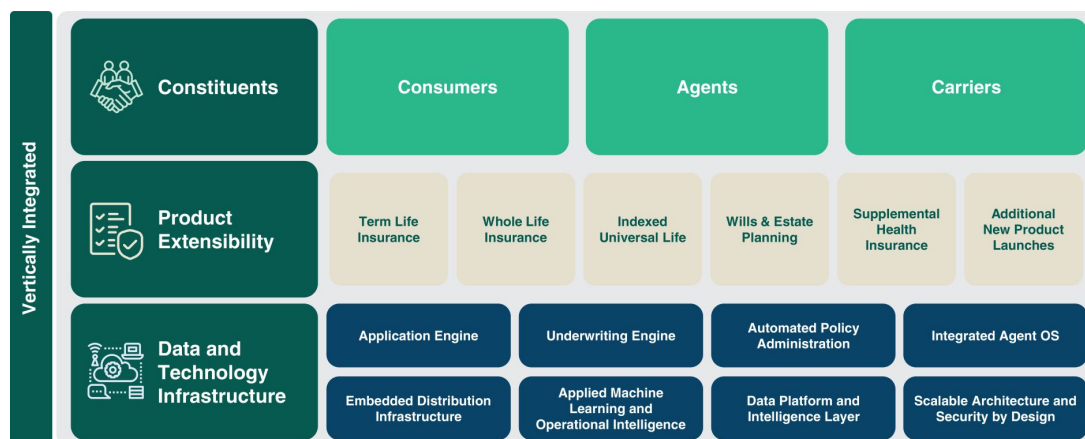 Vertically Integrated
Constituents
Consumers
Agents
Carriers
Product
Extensibility
Term Life
Insurance
Whole Life
Insurance
Indexed
Universal Life
Wills & Estate
Planning
Supplemental
Health
Insurance
Additional
New Product
Launches
Data and
Technology
Infrastructure
Application Engine
Underwriting Engine
Automated Policy
Administration
Integrated Agent OS
Embedded Distribution
Infrastructure
Applied Machine
Learning and
Operational Intelligence
Data Platform and
Intelligence Layer
Scalable Architecture and
Security by Design